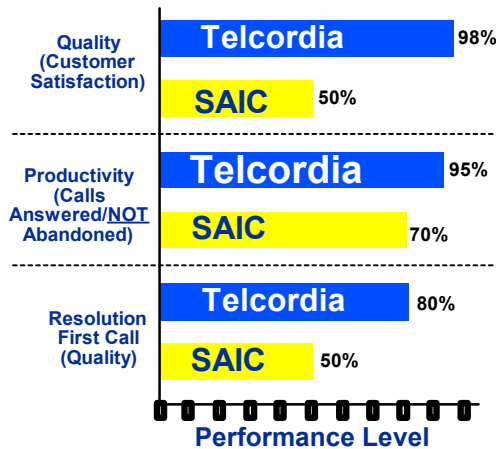 Quality
(Customer
Satisfaction)
Telcordia
98%
SAIC
50%
Productivity
(Calls
Answered/NOT
Abandoned)
Telcordia
95%
SAIC
70%
Resolution
First Call
(Quality)
Telcordia
80%
SAIC
50%
Performance Level